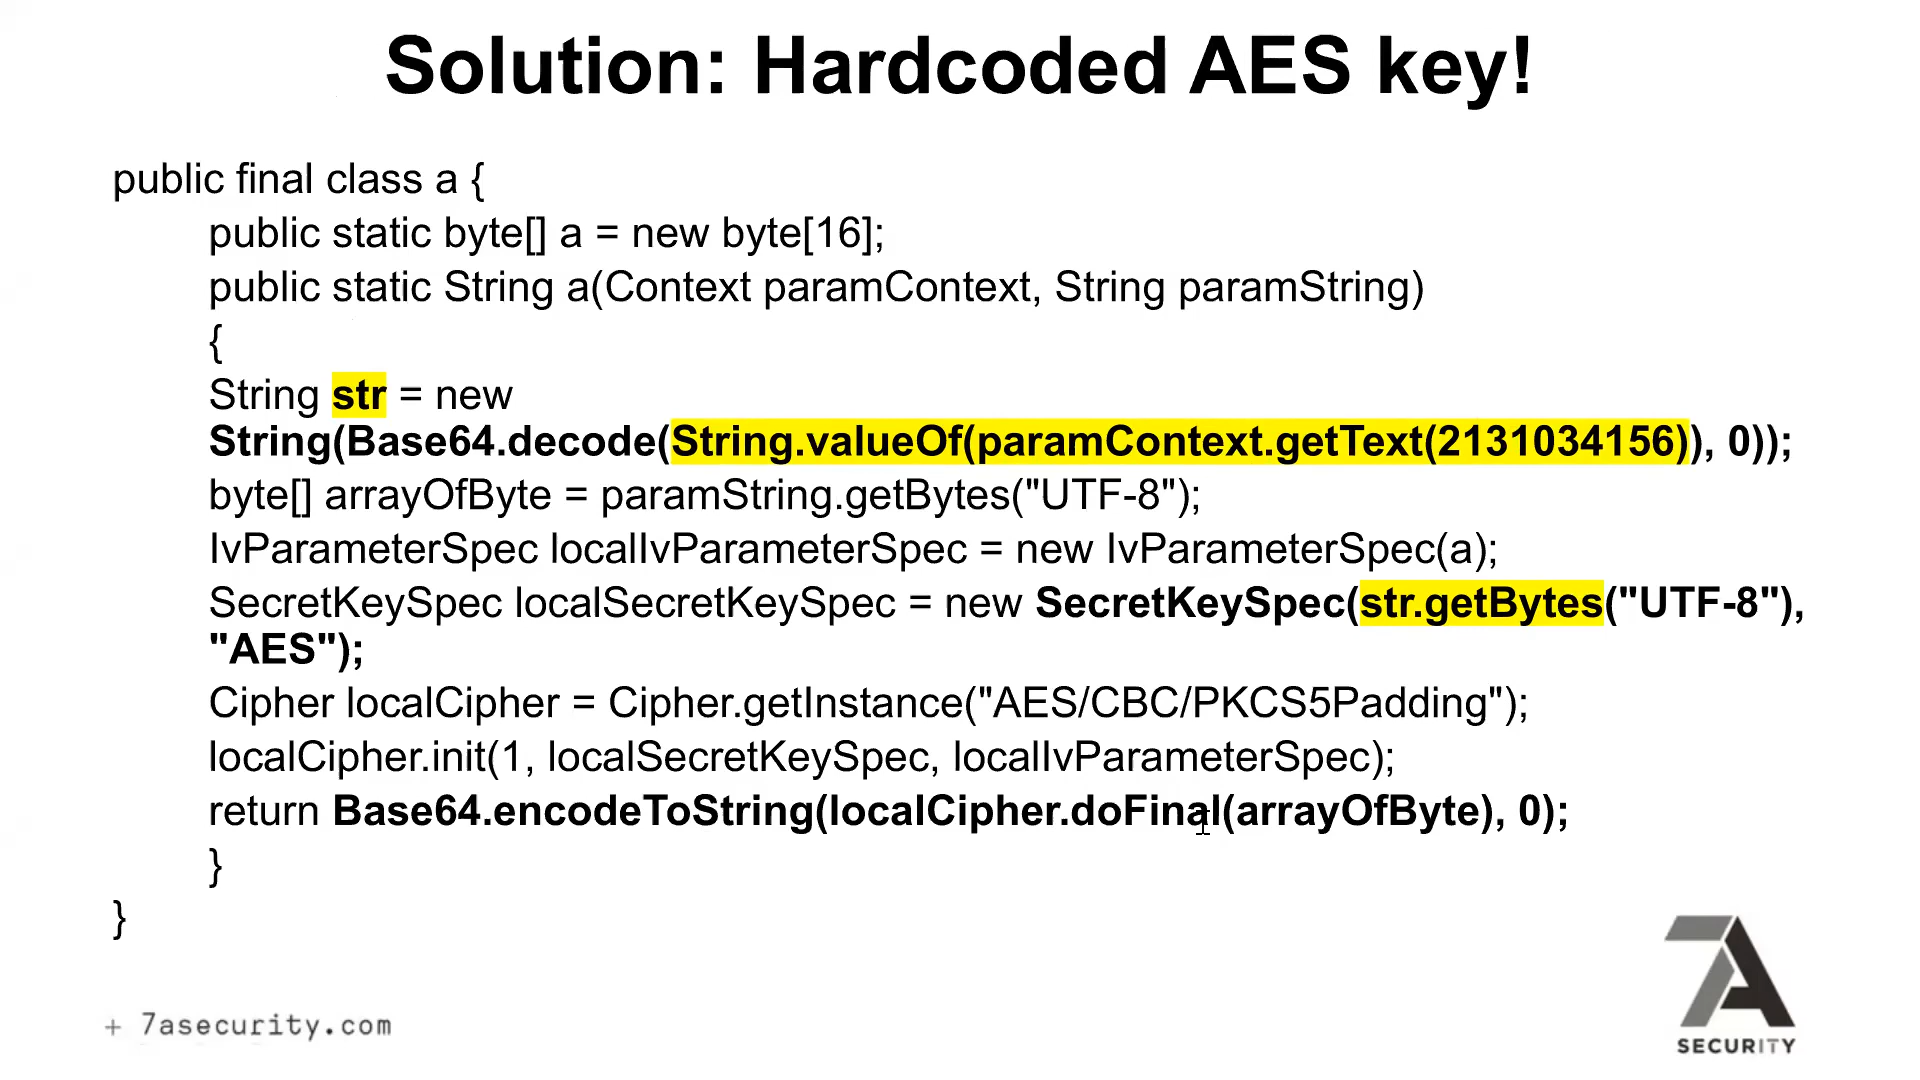 Solution: Hardcoded AES key!
public final class a {
public static byte[] a = new byte[16];
public static String a(Context paramContext, String paramString)
{
String str = new
String(Base64.decode(String.valueOf(paramContext.getText(2131034156)), 0));
byte[] arrayOfByte = paramString.getBytes("UTF-8");
IvParameterSpec localIvParameterSpec = new IvParameterSpec(a);
SecretKeySpec localSecretKeySpec = new SecretKeySpec(str.getBytes("UTF-8"),
"AES");
Cipher localCipher = Cipher.getInstance("AES/CBC/PKCS5Padding");
localCipher.init(1, localSecretKeySpec, localIvParameterSpec);
return Base64.encodeToString(localCipher.doFinal(arrayOfByte), 0);
}
}
+ 7asecurity.com
7A
SECURITY